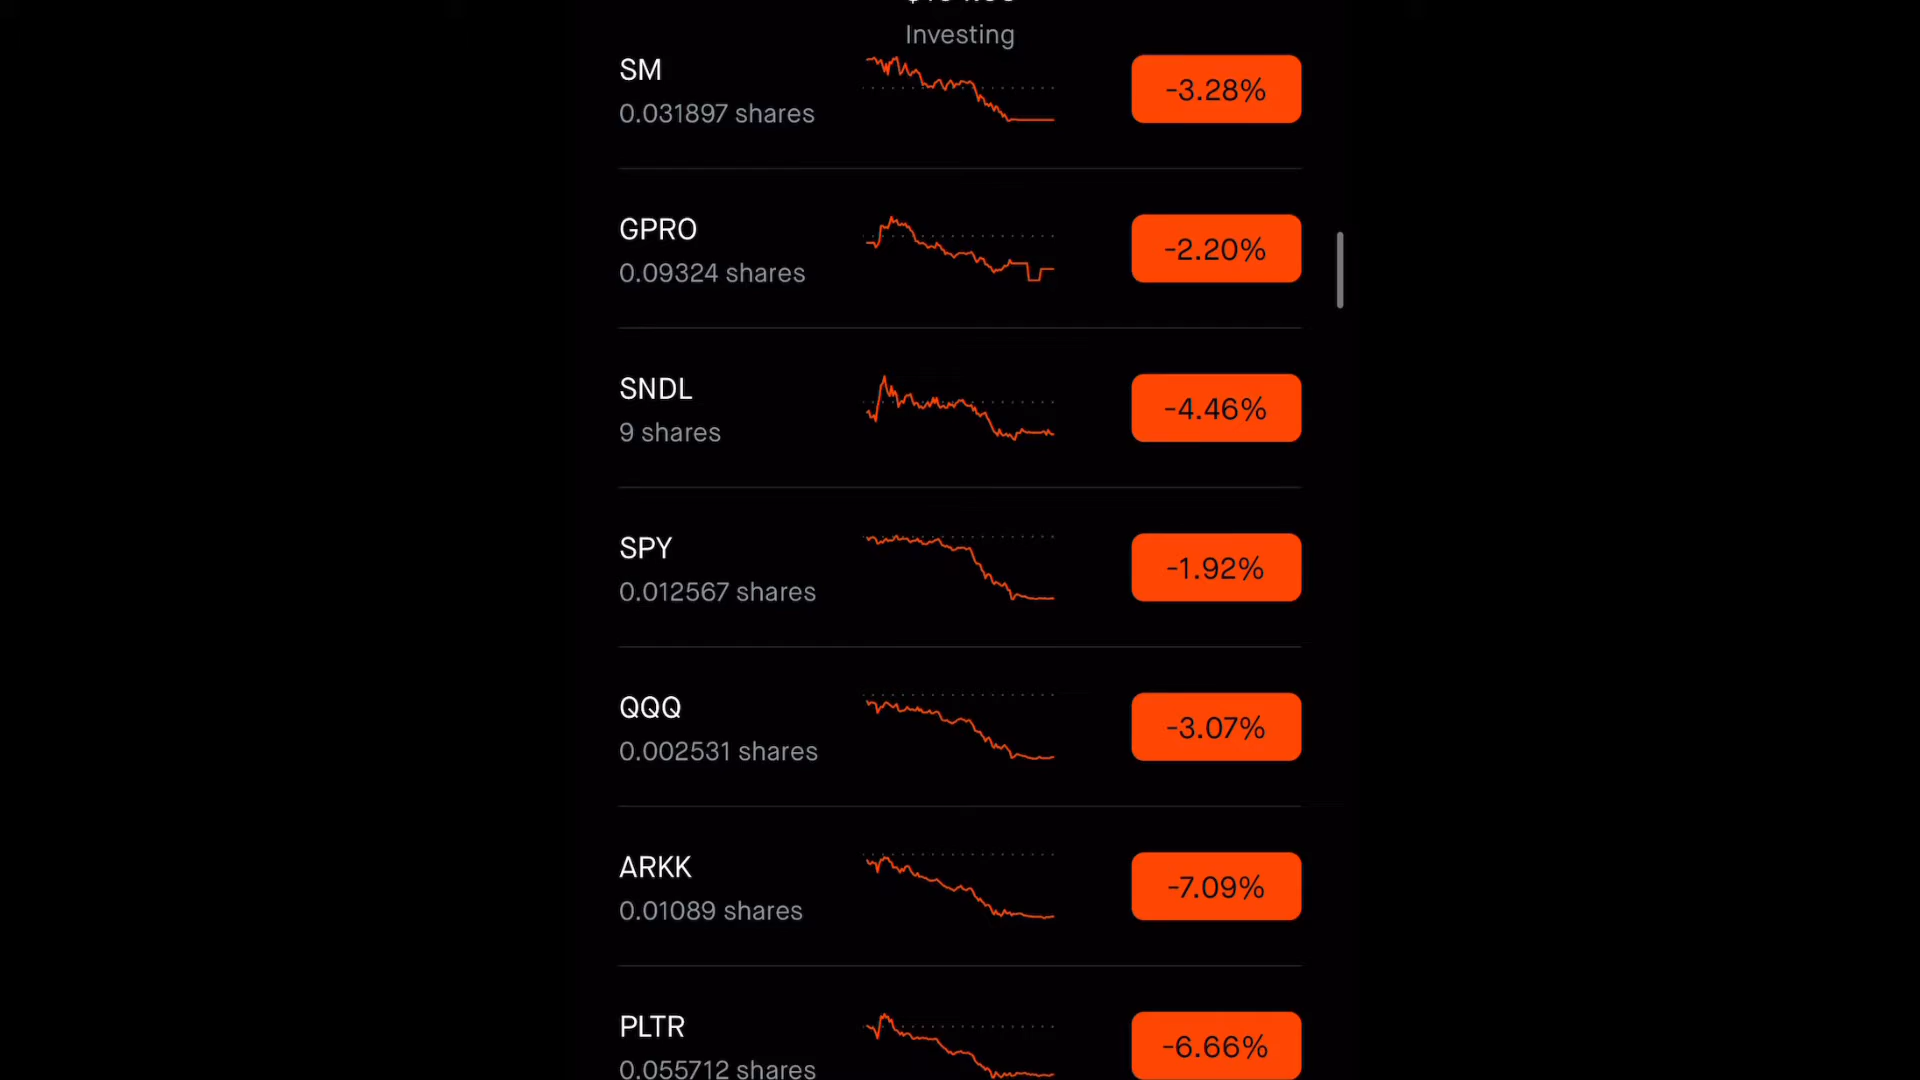 Investing
SM
0.031897 shares
-3.28%
GPRO
0.09324 shares
-2.20%
SNDL
9 shares
-4.46%
SPY
0.012567 shares
-1.92%
QQQ
0.002531 shares
-3.07%
ARKK
0.01089 shares
-7.09%
PLTR
0.055712 shares
-6.66%